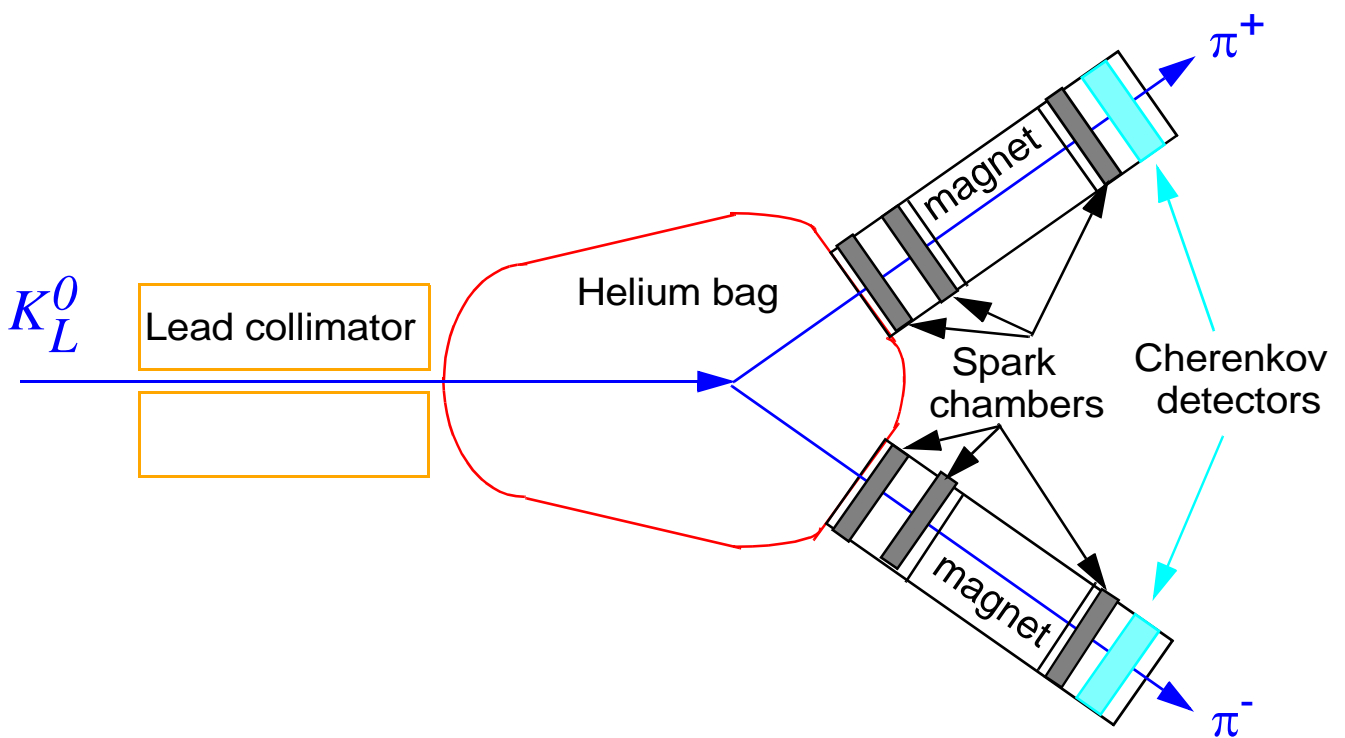 π+
magnet
Helium bag
K0L
Lead collimator
Spark
chambers
Cherenkov
detectors
magnet
π-